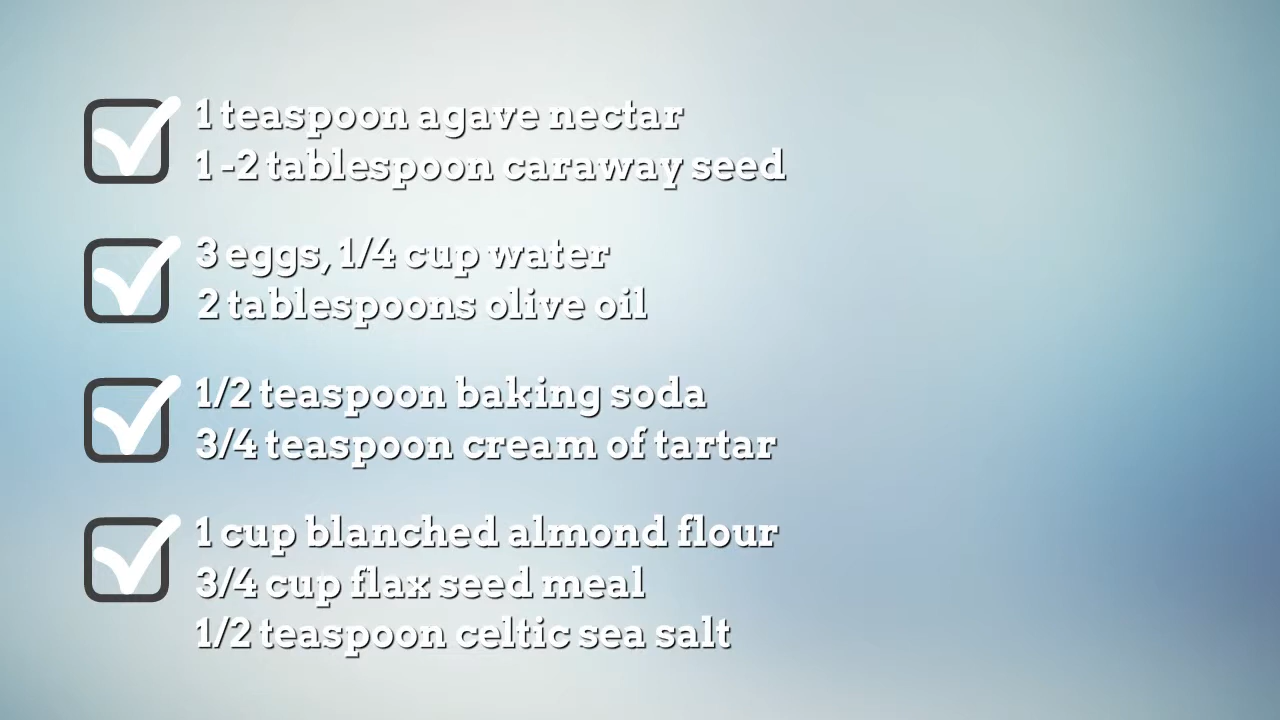 1 teaspoon agave nectar
1 -2 tablespoon caraway seed
3 eggs, 1/4 cup water
2 tablespoons olive oil
1/2 teaspoon baking soda
3/4 teaspoon cream of tartar
1 cup blanched almond flour
3/4 cup flax seed meal
1/2 teaspoon celtic sea salt